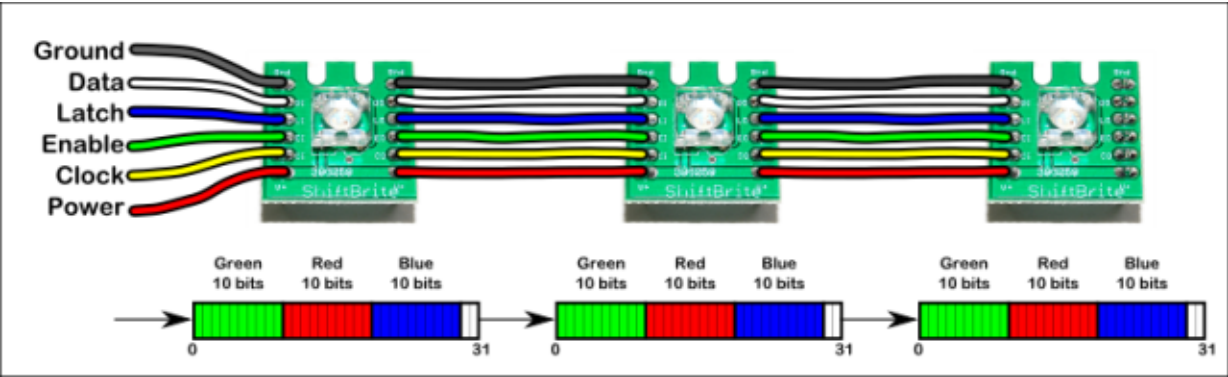 Ground
Data
Latch
Enable
Clock
Power
Gnd
V+
ShiftBrite
V+
ShiftBrite
V+
ShiftBrite
Green 10 bits
Red 10 bits
Blue 10 bits
Green 10 bits
Red 10 bits
Blue 10 bits
Green 10 bits
Red 10 bits
Blue 10 bits
0
31
0
31
0
31